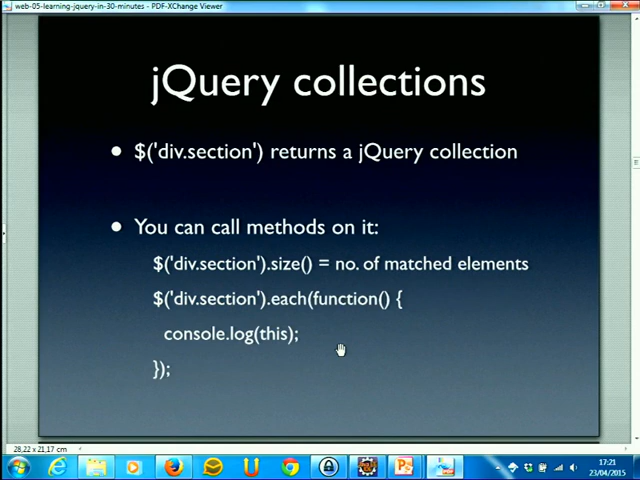 web-05-learning-jquery-in-30-minutes - PDF-XChange Viewer
jQuery collections
• $('div.section') returns a jQuery collection
• You can call methods on it:
$('div.section').size() = no. of matched elements
$('div.section').each(function() {
console.log(this);
});
28,22 x 21,17 cm
17:21
23/04/2015